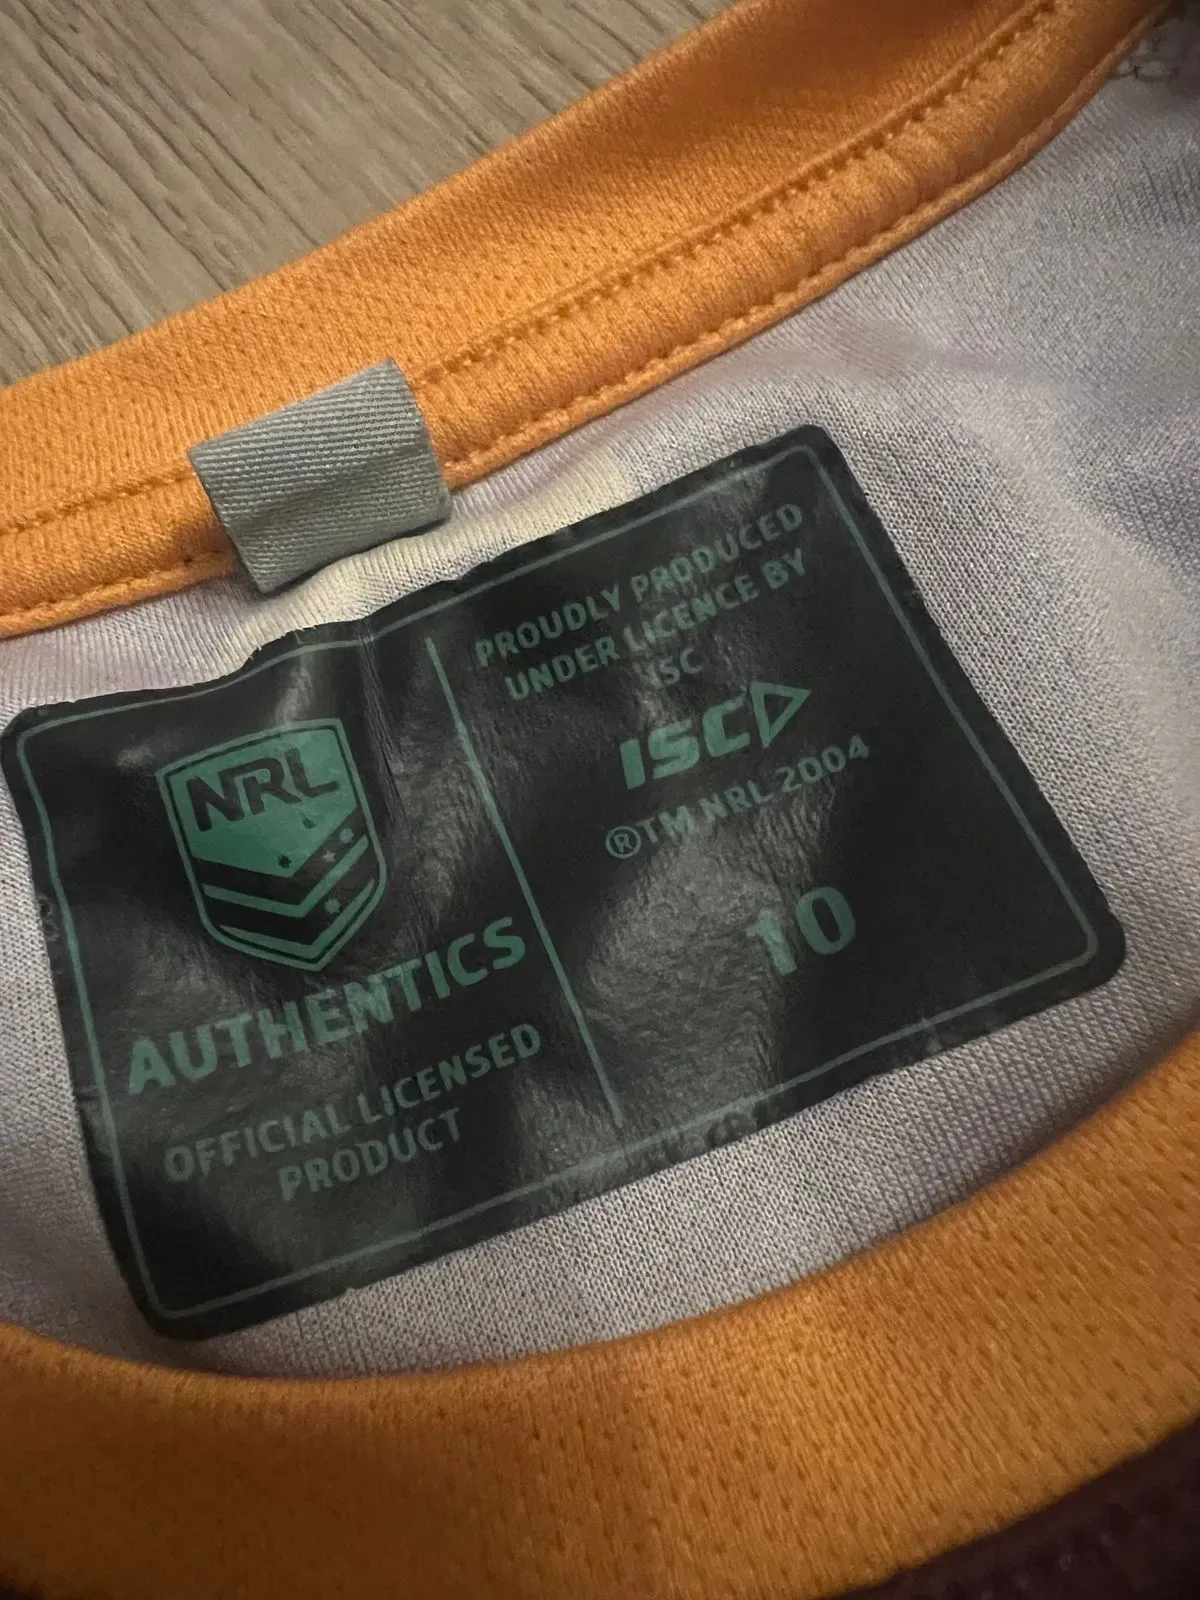 NRL
AUTHENTICS
OFFICIAL LICENSED
PRODUCT
PROUDLY PRODUCED
UNDER LICENCE BY
ISC
ISC
®TM NRL 2004
10